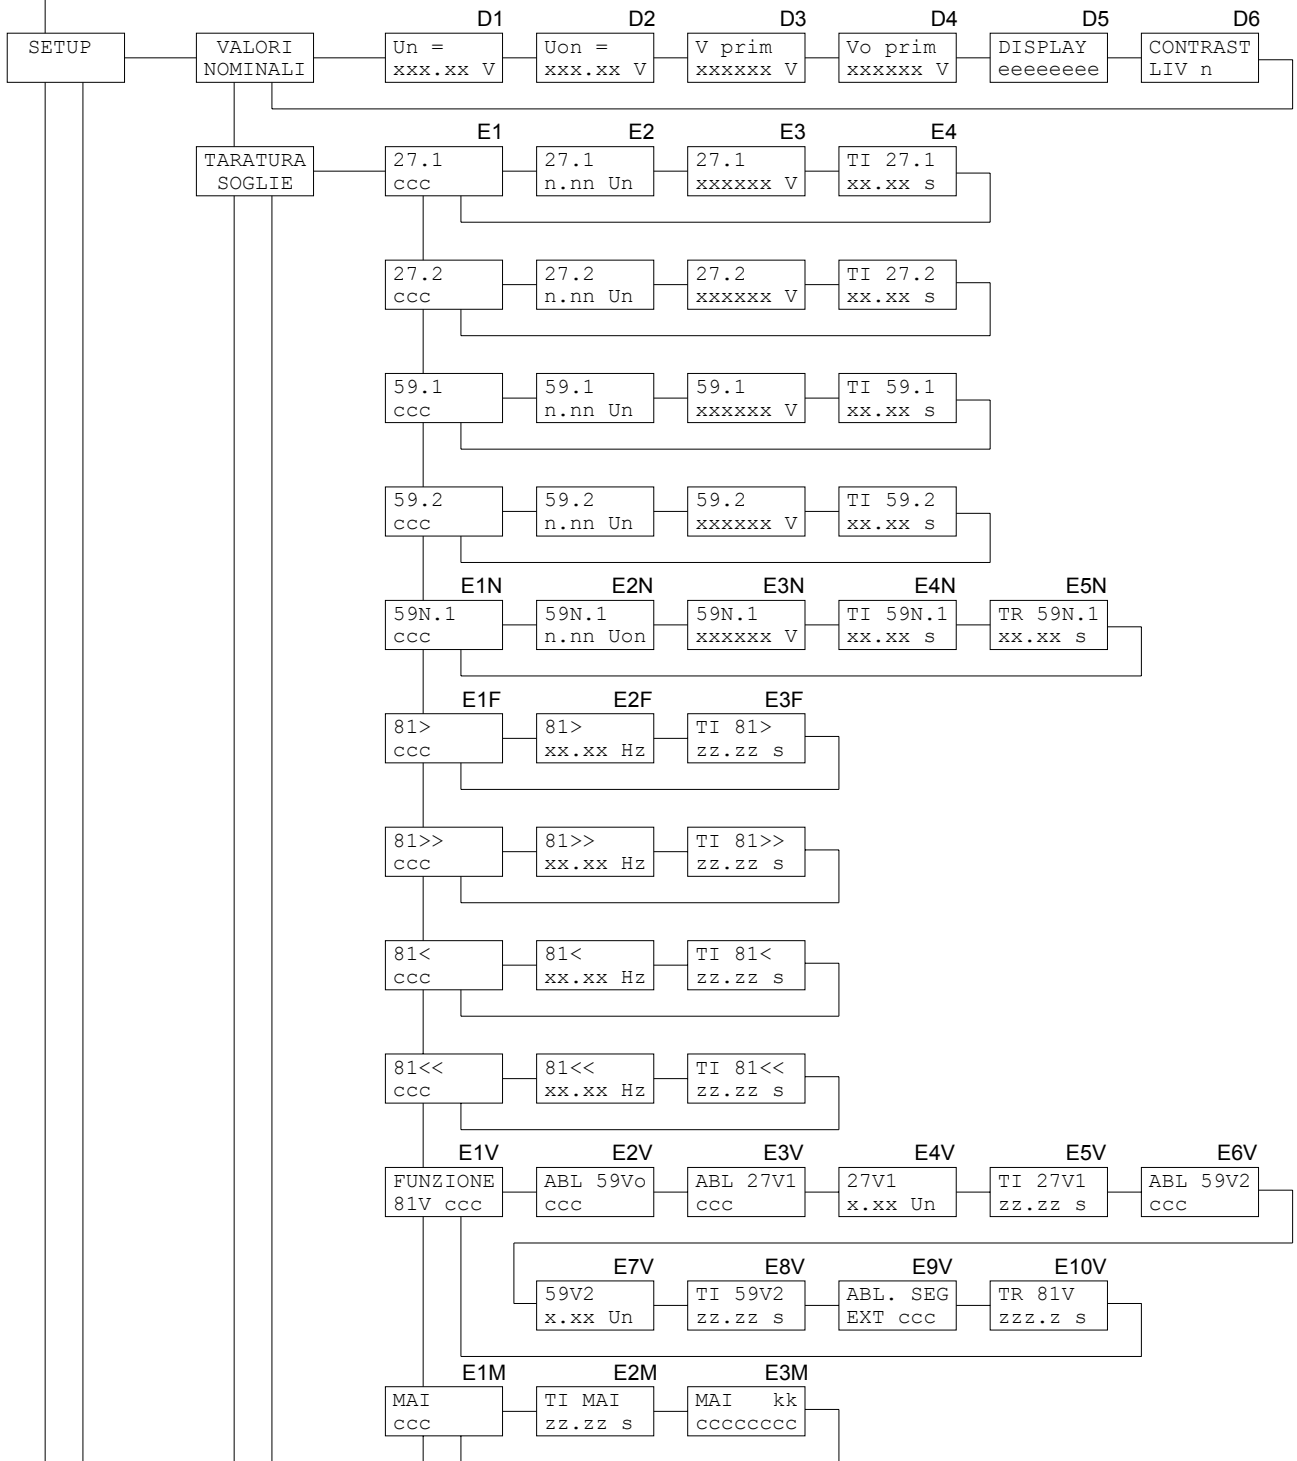 D1 D2 D3 D4 D5 D6
SETUP VALORI Un = Uon = V prim Vo prim DISPLAY CONTRAST
NOMINALI xxx.xx V xxx.xx V xxxxxx V xxxxxx V eeeeeeee LIV n
E1 E2 E3 E4
TARATURA 27.1 27.1 27.1 TI 27.1
SOGLIE ccc n.nn Un xxxxxx V xx.xx s
27.2 27.2 27.2 TI 27.2
ccc n.nn Un xxxxxx V xx.xx s
59.1 59.1 59.1 TI 59.1
ccc n.nn Un xxxxxx V xx.xx s
59.2 59.2 59.2 TI 59.2
ccc n.nn Un xxxxxx V xx.xx s
E1N E2N E3N E4N E5N
59N.1 59N.1 59N.1 TI 59N.1 TR 59N.1
ccc n.nn Uon xxxxxx V xx.xx s xx.xx s
E1F E2F E3F
81> 81> TI 81>
ccc xx.xx Hz zz.zz s
81>> 81>> TI 81>>
ccc xx.xx Hz zz.zz s
81< 81< TI 81<
ccc xx.xx Hz zz.zz s
81<< 81<< TI 81<<
ccc xx.xx Hz zz.zz s
E1V E2V E3V E4V E5V E6V
FUNZIONE ABL 59Vo ABL 27V1 27V1 TI 27V1 ABL 59V2
81V ccc ccc ccc x.xx Un zz.zz s ccc
E7V E8V E9V E10V
59V2 TI 59V2 ABL. SEG TR 81V
x.xx Un zz.zz s EXT ccc zzz.z s
E1M E2M E3M
MAI TI MAI MAI kk
ccc zz.zz s cccccccc